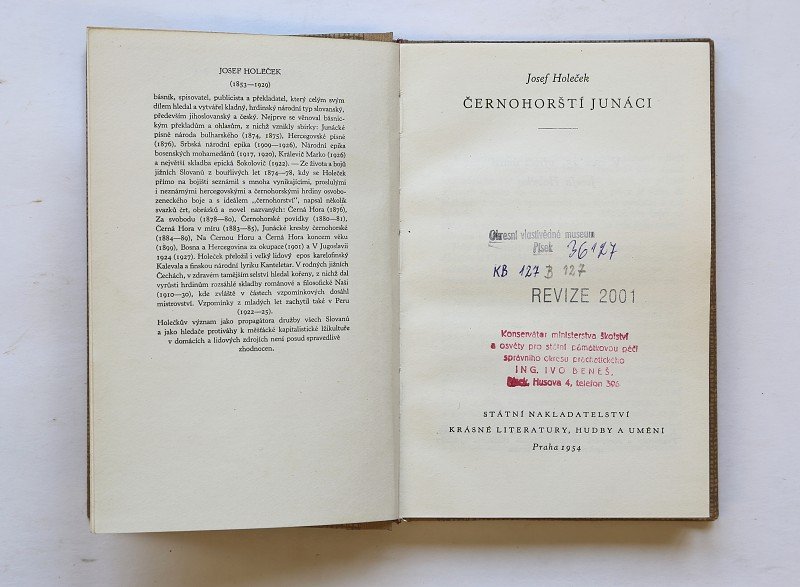 JOSEF HOLEČEK
(1853—1929)
básník, spisovatel, publicista a překladatel, který celým svým
dílem hledal a vytvářel kladný, hrdinský národní typ slovanský,
především jihoslovanský a český. Nejprve se věnoval básnic-
kým překladům a ohlasům, z nichž vznikly sbírky: Junácké
písně národa bulharského (1874, 1875), Hercegovské písně
(1876), Srbská národní epika (1909—1926), Národní epika
bosenských mohamedánů (1917, 1920), Králevič Marko (1926)
a největší skladba epická Sokolovič (1922). — Ze života a bojů
jižních Slovanů z bouřlivých let 1874—78, kdy se Holeček
přímo na bojišti seznámil s mnoha vynikajícími, proslulými
i neznámými hercegovskými a černohorskými hrdiny osvobo-
zeneckého boje a s ideálem „černohorství", napsal několik
svazků črt, obrázků a novel nazvaných: Černá Hora (1876),
Za svobodu (1878—80), Černohorské povídky (1880—81),
Černá Hora v míru (1883—85), Junácké kresby černohorské
(1884—89), Na Černou Horu a Černá Hora koncem věku
(1899), Bosna a Hercegovina za okupace (1901) a V Jugoslavii
1924 (1927). Holeček přeložil i velký lidový epos karelofinský
Kalevala a finskou národní lyriku Kanteletar. V rodných jižních
Čechách, v zdravém tamějším selství hledal kořeny, z nichž dal
vyrůsti hrdinům rozsáhlé skladby románové a filosofické Naši
(1910—30), kde zvláště v částech vzpomínkových dosáhl
mistrovství. Vzpomínky z mladých let zachytil také v Peru
(1922—25).
Holečkův význam jako propagátora družby všech Slovanů
a jako hledače protiváhy k měšťácké kapitalistické lžikultuře
v domácích a lidových zdrojích není posud spravedlivě
zhodnocen.
Josef Holeček
ČERNOHORŠTÍ JUNÁCI
Okresní vlastivědné museum
Písek 36127
KB 127 B 127
REVIZE 2001
Konservátor ministerstva školství
a osvěty pro státní památkovou péči
správního okresu prachatického
ING. IVO BENEŠ,
Písek, Husova 4, telefon 396
STÁTNÍ NAKLADATELSTVÍ
KRÁSNÉ LITERATURY, HUDBY A UMĚNÍ
Praha 1954